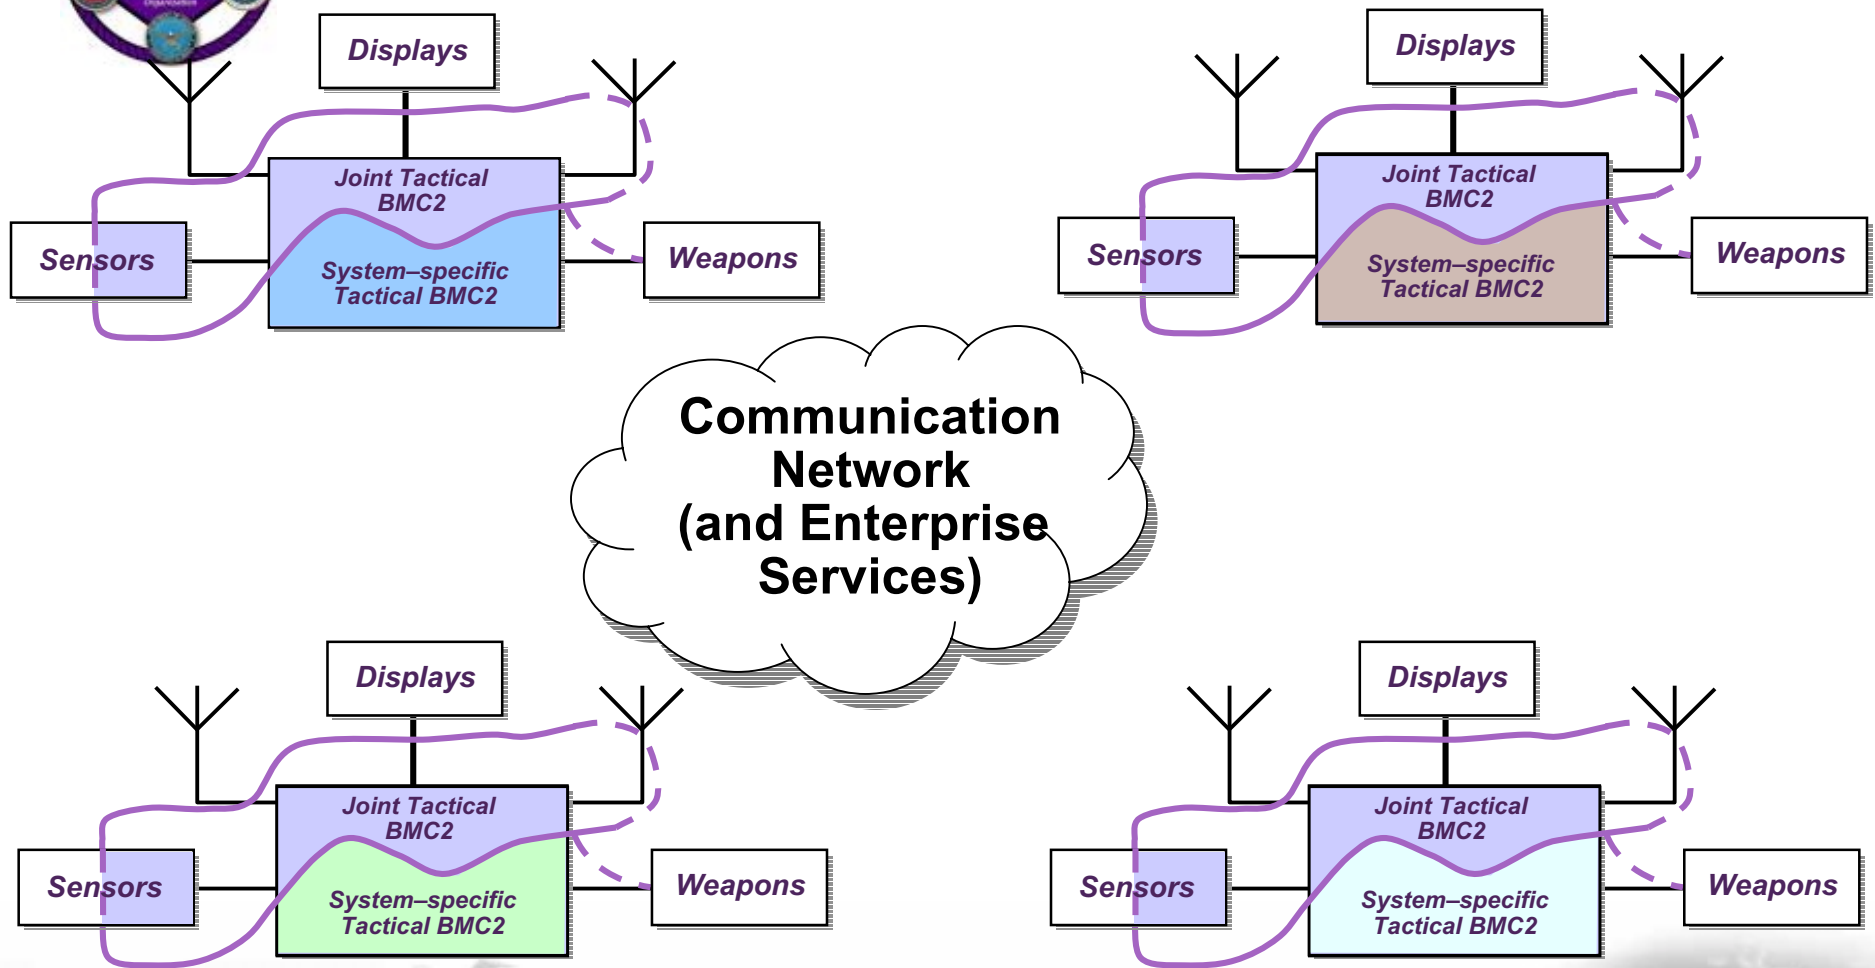 Organization
Displays
Joint Tactical
BMC2
Sensors
System–specific
Tactical BMC2
Weapons
Displays
Joint Tactical
BMC2
Sensors
System–specific
Tactical BMC2
Weapons
Communication
Network
(and Enterprise
Services)
Displays
Joint Tactical
BMC2
Sensors
System–specific
Tactical BMC2
Weapons
Displays
Joint Tactical
BMC2
Sensors
System–specific
Tactical BMC2
Weapons